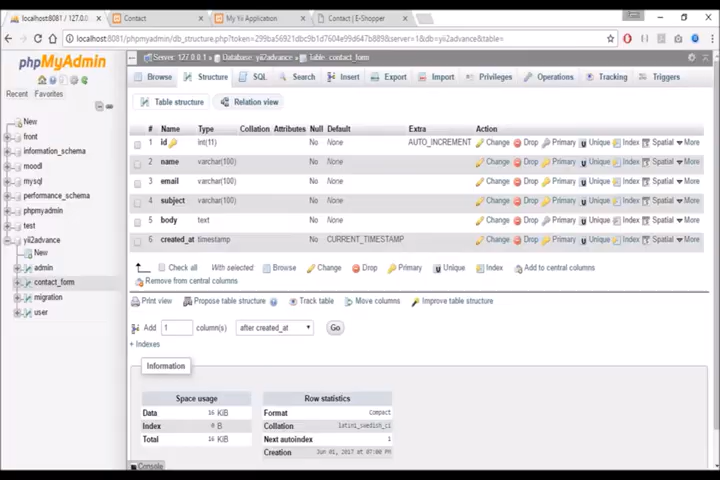 localhost:8081 / 127.0.0
Contact
My Yii Application
Contact | E-Shopper
localhost:8081/phpmyadmin/db_structure.php?token=299ba56921dbc9b1d7604e99d647b889&server=1&db=yii2advance&table=
phpMyAdmin
Recent Favorites
New
front
information_schema
moodl
mysql
performance_schema
phpmyadmin
test
yii2advance
New
admin
contact_form
migration
user
Server: 127.0.0.1 » Database: yii2advance » Table: contact_form
Browse Structure SQL Search Insert Export Import Privileges Operations Tracking Triggers
Table structure Relation view
# Name Type Collation Attributes Null Default Extra Action
1 id int(11) No None AUTO_INCREMENT Change Drop Primary Unique Index Spatial More
2 name varchar(100) No None Change Drop Primary Unique Index Spatial More
3 email varchar(100) No None Change Drop Primary Unique Index Spatial More
4 subject varchar(100) No None Change Drop Primary Unique Index Spatial More
5 body text No None Change Drop Primary Unique Index Spatial More
6 created_at timestamp No CURRENT_TIMESTAMP Change Drop Primary Unique Index Spatial More
Check all With selected: Browse Change Drop Primary Unique Index Add to central columns
Remove from central columns
Print view Propose table structure Track table Move columns Improve table structure
Add 1 column(s) after created_at Go
+ Indexes
Information
Space usage
Data 16 KiB
Index 0 B
Total 16 KiB
Row statistics
Format Compact
Collation latin1_swedish_ci
Next autoindex 1
Creation Jun 01, 2017 at 07:00 PM
Console